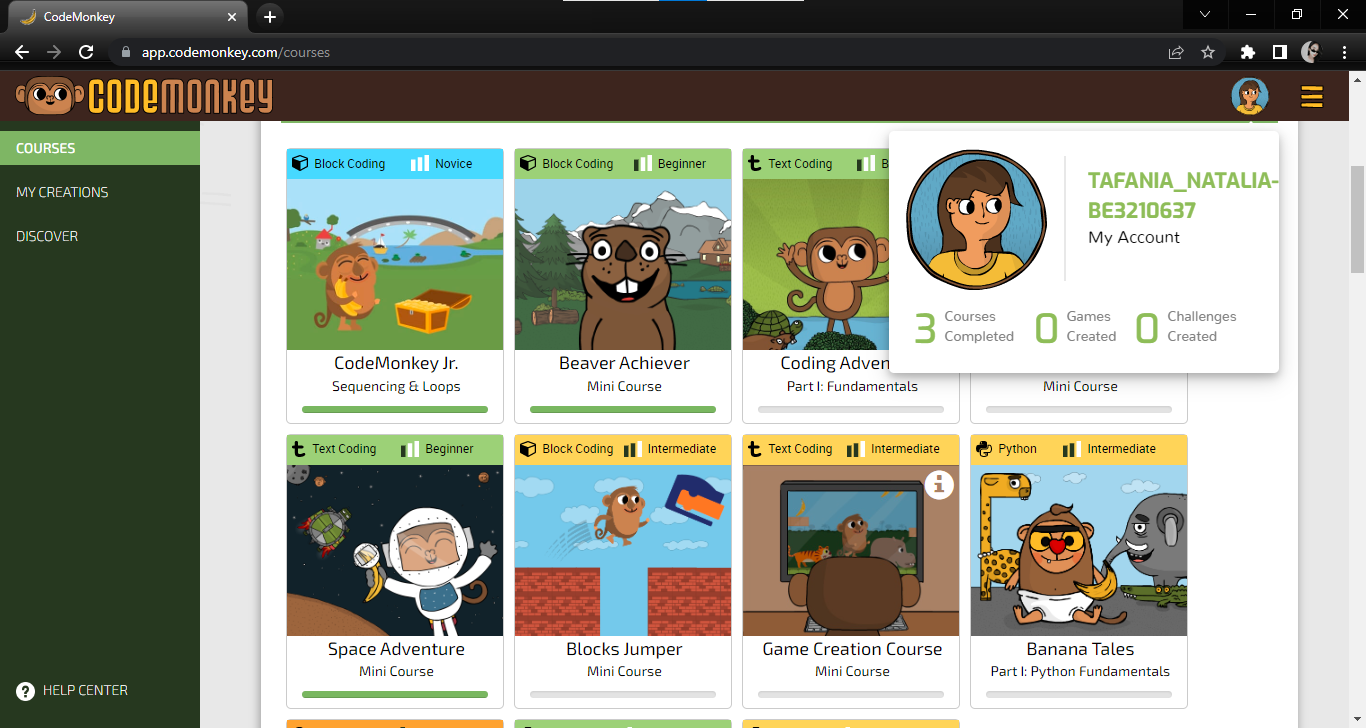 CodeMonkey
app.codemonkey.com/courses
CODEMONKEY
COURSES
MY CREATIONS
DISCOVER
HELP CENTER
Block Coding Novice
CodeMonkey Jr.
Sequencing & Loops
Block Coding Beginner
Beaver Achiever
Mini Course
Text Coding B
Coding Adven
Part I: Fundamentals
Mini Course
TAFANIA_NATALIA-
BE3210637
My Account
3 Courses
Completed
0 Games
Created
0 Challenges
Created
Text Coding Beginner
Space Adventure
Mini Course
Block Coding Intermediate
Blocks Jumper
Mini Course
Text Coding Intermediate
Game Creation Course
Mini Course
Python Intermediate
Banana Tales
Part I: Python Fundamentals